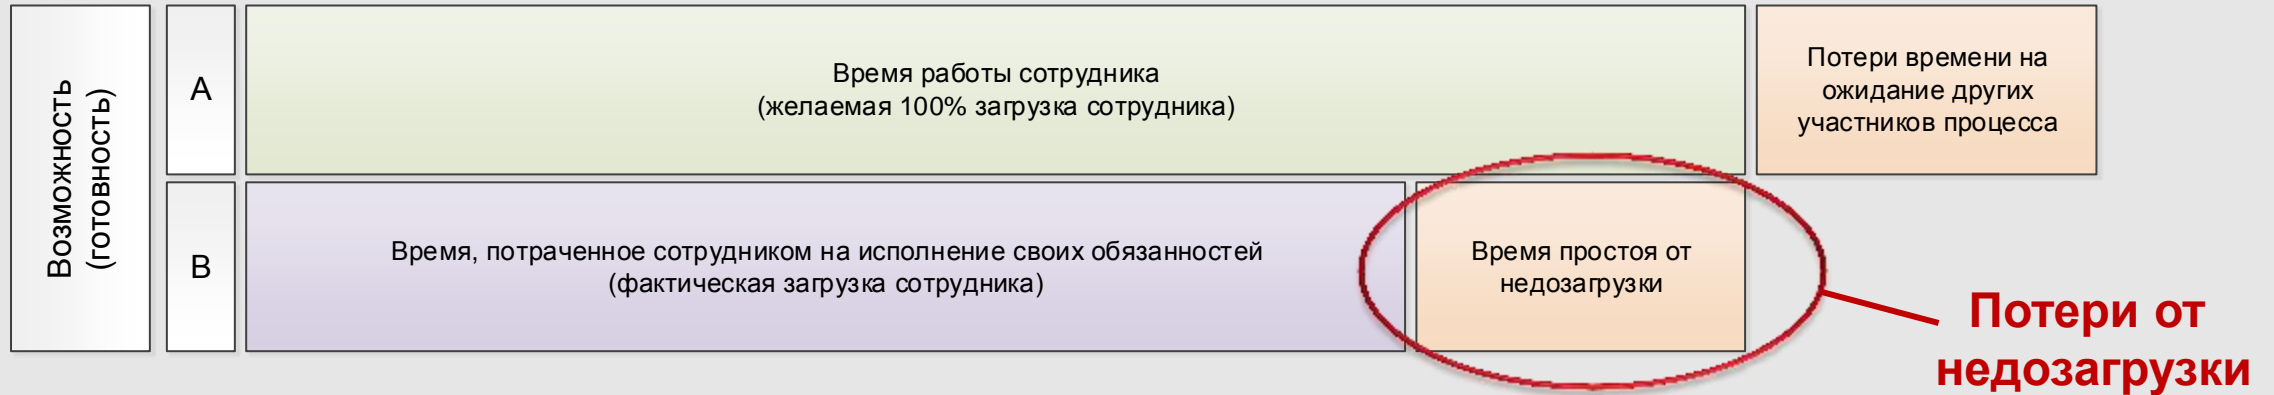 Возможность
(готовность)
A
Время работы сотрудника
(желаемая 100% загрузка сотрудника)
Потери времени на
ожидание других
участников процесса
B
Время, потраченное сотрудником на исполнение своих обязанностей
(фактическая загрузка сотрудника)
Время простоя от
недозагрузки
Потери от
недозагрузки